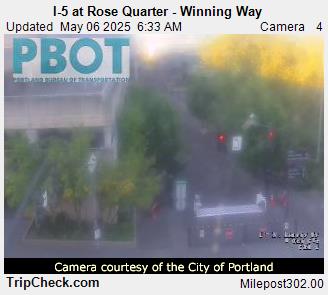 I-5 at Rose Quarter - Winning Way
Updated May 06 2025 6:33 AM Camera 4
PBOT
PORTLAND BUREAU OF TRANSPORTATION
Camera courtesy of the City of Portland
TripCheck.com Milepost302.00